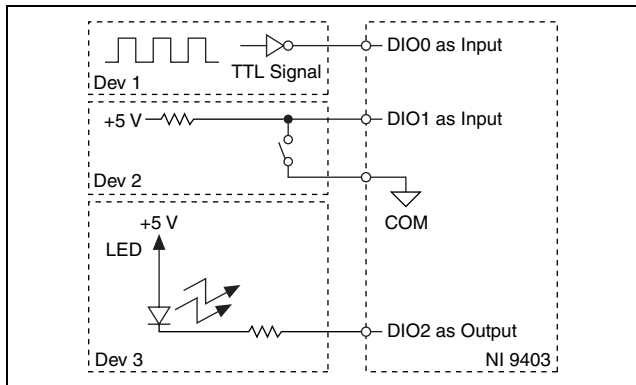 DIO0 as Input
TTL Signal
Dev 1
+5 V
DIO1 as Input
Dev 2
COM
+5 V
LED
DIO2 as Output
Dev 3
NI 9403